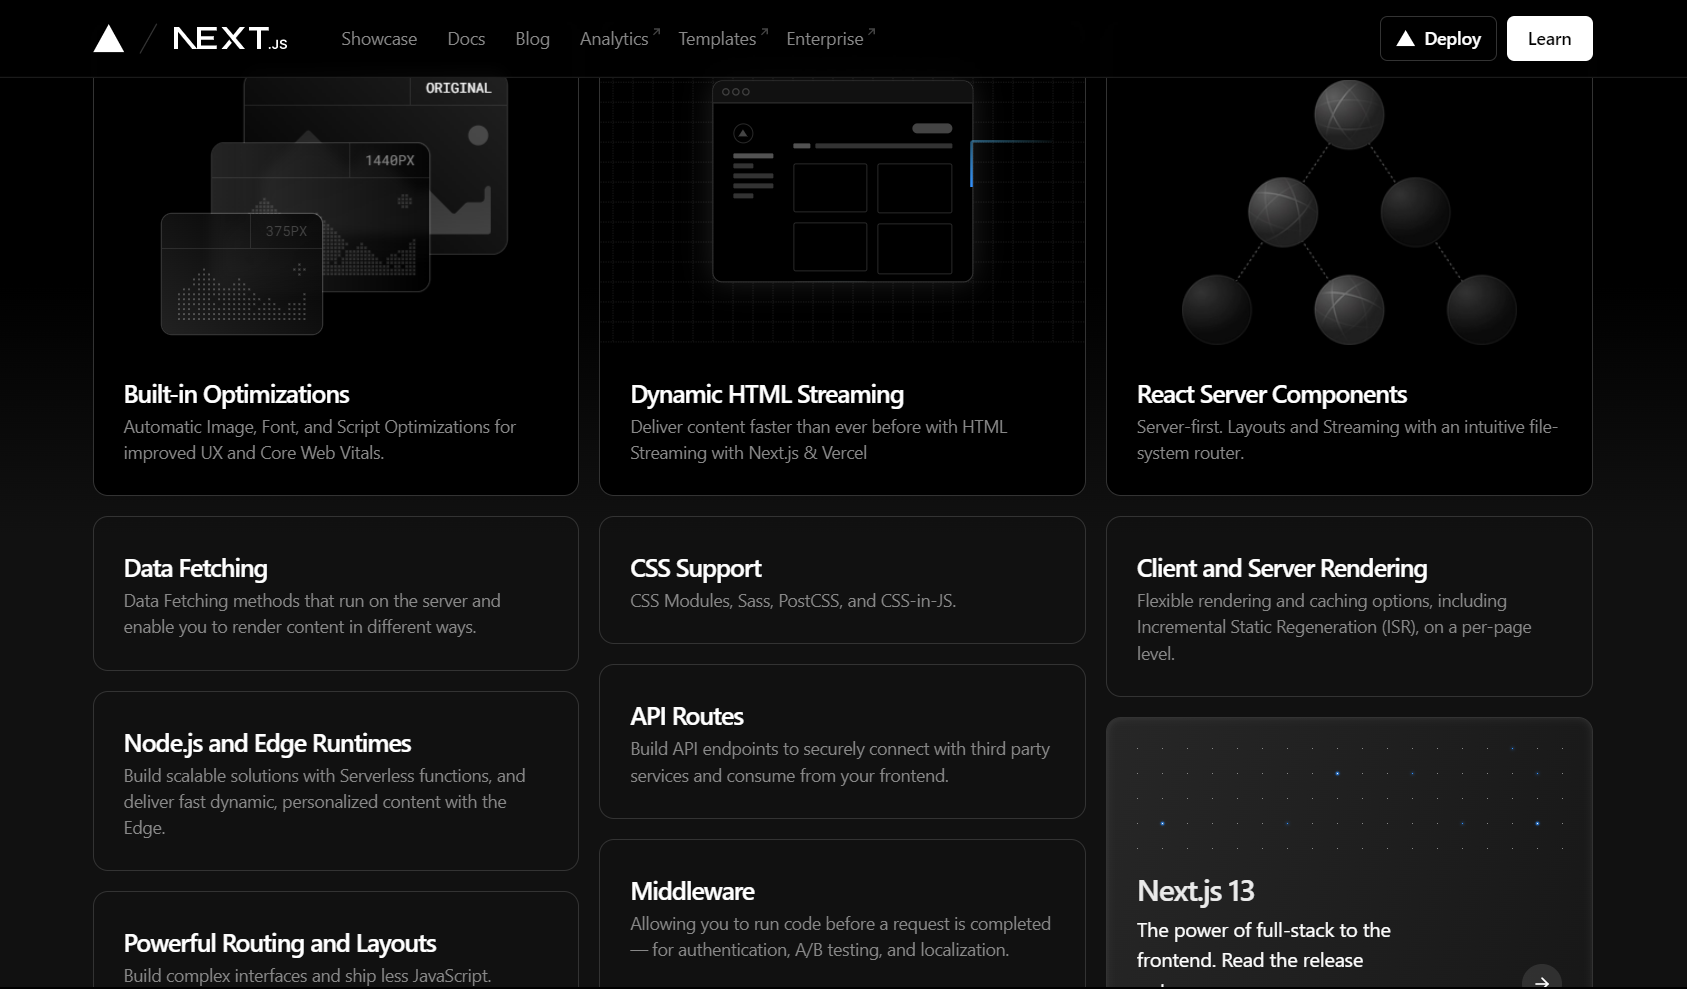 NEXT.JS
Showcase
Docs
Blog
Analytics
Templates
Enterprise
Deploy
Learn
ORIGINAL
1440PX
375PX
Built-in Optimizations
Automatic Image, Font, and Script Optimizations for
improved UX and Core Web Vitals.
Dynamic HTML Streaming
Deliver content faster than ever before with HTML
Streaming with Next.js & Vercel
React Server Components
Server-first. Layouts and Streaming with an intuitive file-
system router.
Data Fetching
Data Fetching methods that run on the server and
enable you to render content in different ways.
CSS Support
CSS Modules, Sass, PostCSS, and CSS-in-JS.
Client and Server Rendering
Flexible rendering and caching options, including
Incremental Static Regeneration (ISR), on a per-page
level.
Node.js and Edge Runtimes
Build scalable solutions with Serverless functions, and
deliver fast dynamic, personalized content with the
Edge.
API Routes
Build API endpoints to securely connect with third party
services and consume from your frontend.
Middleware
Allowing you to run code before a request is completed
— for authentication, A/B testing, and localization.
Next.js 13
The power of full-stack to the
frontend. Read the release
Powerful Routing and Layouts
Build complex interfaces and ship less JavaScript.